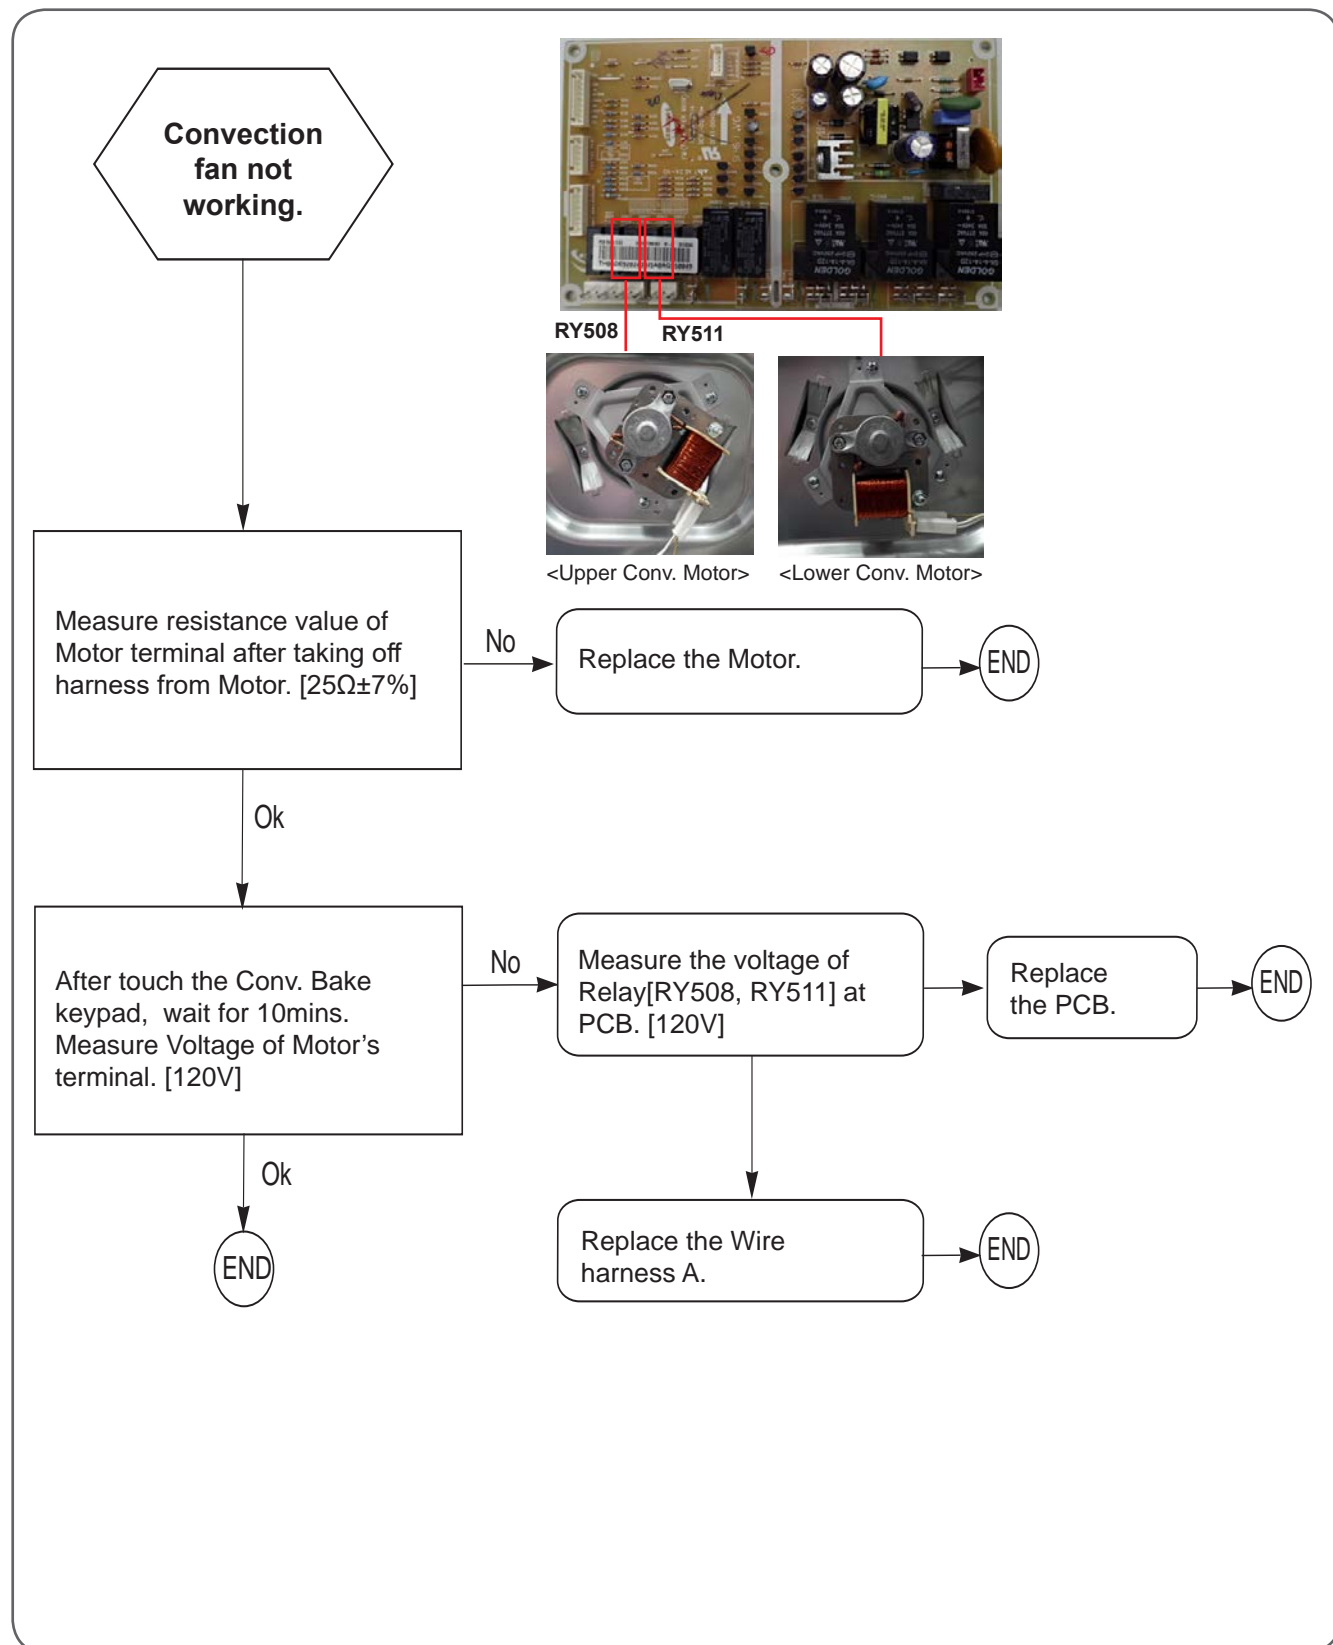 Convection
fan not
working.
GOLDEN
GOLDEN
GOLDEN
RY508
RY511
<Upper Conv. Motor>
<Lower Conv. Motor>
Measure resistance value of
Motor terminal after taking off
harness from Motor. [25Ω±7%]
No
Replace the Motor.
END
Ok
After touch the Conv. Bake
keypad,  wait for 10mins.
Measure Voltage of Motor’s
terminal. [120V]
No
Measure the voltage of
Relay[RY508, RY511] at
PCB. [120V]
Replace
the PCB.
END
Ok
END
Replace the Wire
harness A.
END